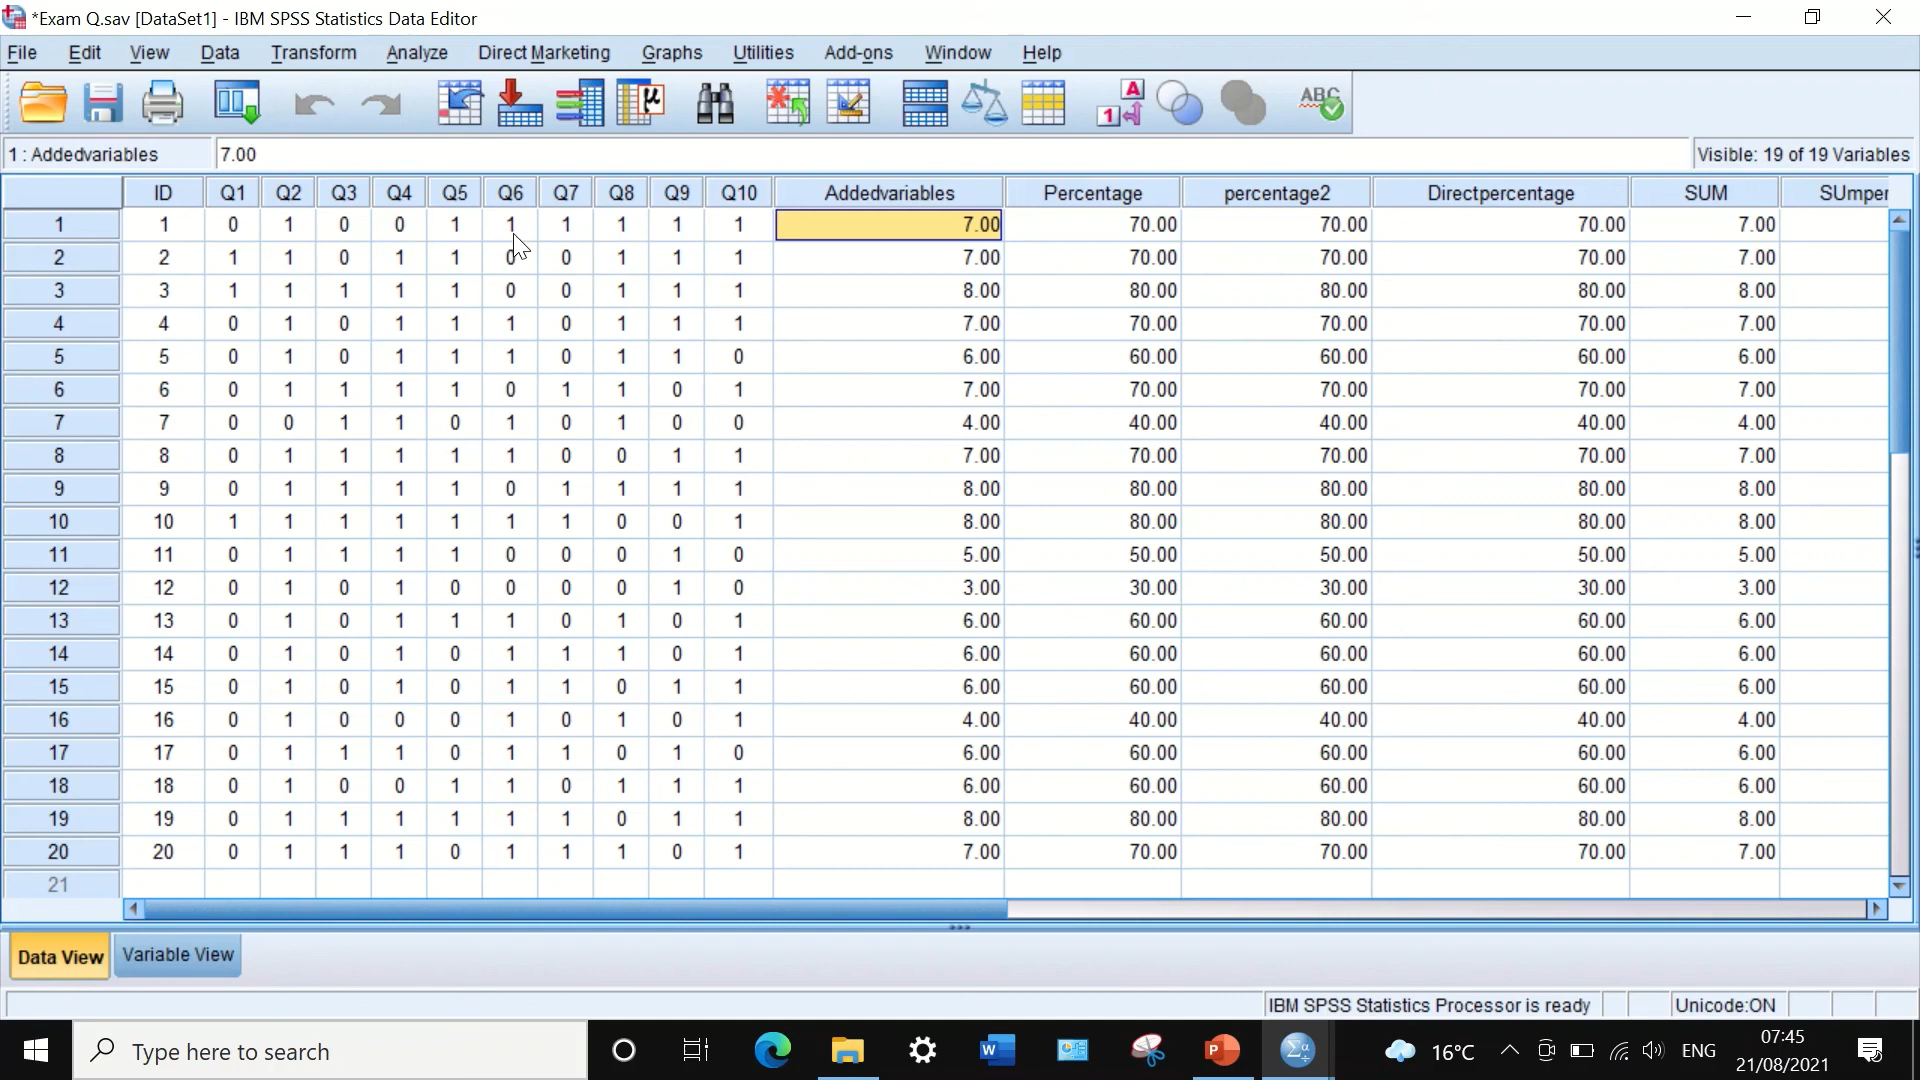 *Exam Q.sav [DataSet1] - IBM SPSS Statistics Data Editor
File Edit View Data Transform Analyze Direct Marketing Graphs Utilities Add-ons Window Help
1 : Addedvariables 7.00 Visible: 19 of 19 Variables
ID Q1 Q2 Q3 Q4 Q5 Q6 Q7 Q8 Q9 Q10 Addedvariables Percentage percentage2 Directpercentage SUM SUmper
1 1 0 1 0 0 1 1 1 1 1 1 7.00 70.00 70.00 70.00 7.00
2 2 1 1 0 1 1 0 0 1 1 1 7.00 70.00 70.00 70.00 7.00
3 3 1 1 1 1 1 0 0 1 1 1 8.00 80.00 80.00 80.00 8.00
4 4 0 1 0 1 1 1 0 1 1 1 7.00 70.00 70.00 70.00 7.00
5 5 0 1 0 1 1 1 0 1 1 0 6.00 60.00 60.00 60.00 6.00
6 6 0 1 1 1 1 0 1 1 0 1 7.00 70.00 70.00 70.00 7.00
7 7 0 0 1 1 0 1 0 1 0 0 4.00 40.00 40.00 40.00 4.00
8 8 0 1 1 1 1 1 0 0 1 1 7.00 70.00 70.00 70.00 7.00
9 9 0 1 1 1 1 0 1 1 1 1 8.00 80.00 80.00 80.00 8.00
10 10 1 1 1 1 1 1 1 0 0 1 8.00 80.00 80.00 80.00 8.00
11 11 0 1 1 1 1 0 0 0 1 0 5.00 50.00 50.00 50.00 5.00
12 12 0 1 0 1 0 0 0 0 1 0 3.00 30.00 30.00 30.00 3.00
13 13 0 1 0 1 1 1 0 1 0 1 6.00 60.00 60.00 60.00 6.00
14 14 0 1 0 1 0 1 1 1 0 1 6.00 60.00 60.00 60.00 6.00
15 15 0 1 0 1 0 1 1 0 1 1 6.00 60.00 60.00 60.00 6.00
16 16 0 1 0 0 0 1 0 1 0 1 4.00 40.00 40.00 40.00 4.00
17 17 0 1 1 1 0 1 1 0 1 0 6.00 60.00 60.00 60.00 6.00
18 18 0 1 0 0 1 1 0 1 1 1 6.00 60.00 60.00 60.00 6.00
19 19 0 1 1 1 1 1 1 0 1 1 8.00 80.00 80.00 80.00 8.00
20 20 0 1 1 1 0 1 1 1 0 1 7.00 70.00 70.00 70.00 7.00
21
Data View Variable View
IBM SPSS Statistics Processor is ready Unicode:ON
Type here to search 16°C ENG 07:45
21/08/2021